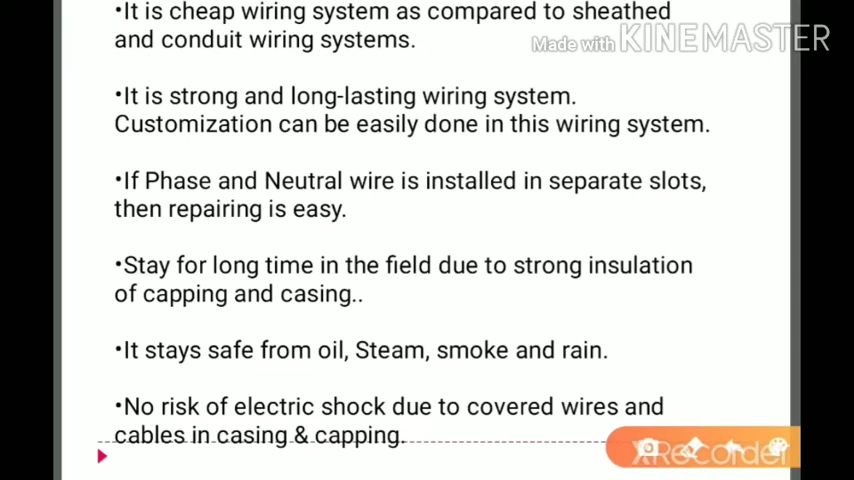 •It is cheap wiring system as compared to sheathed
and conduit wiring systems.
Made with KINEMASTER
•It is strong and long-lasting wiring system.
Customization can be easily done in this wiring system.
•If Phase and Neutral wire is installed in separate slots,
then repairing is easy.
•Stay for long time in the field due to strong insulation
of capping and casing..
•It stays safe from oil, Steam, smoke and rain.
•No risk of electric shock due to covered wires and
cables in casing & capping.
XRecorder